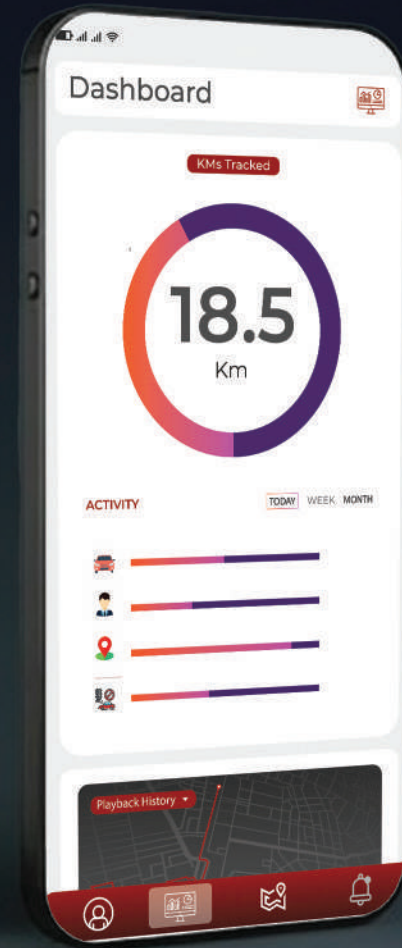 Dashboard
KMs Tracked
18.5
Km
ACTIVITY
TODAY WEEK MONTH
Playback History